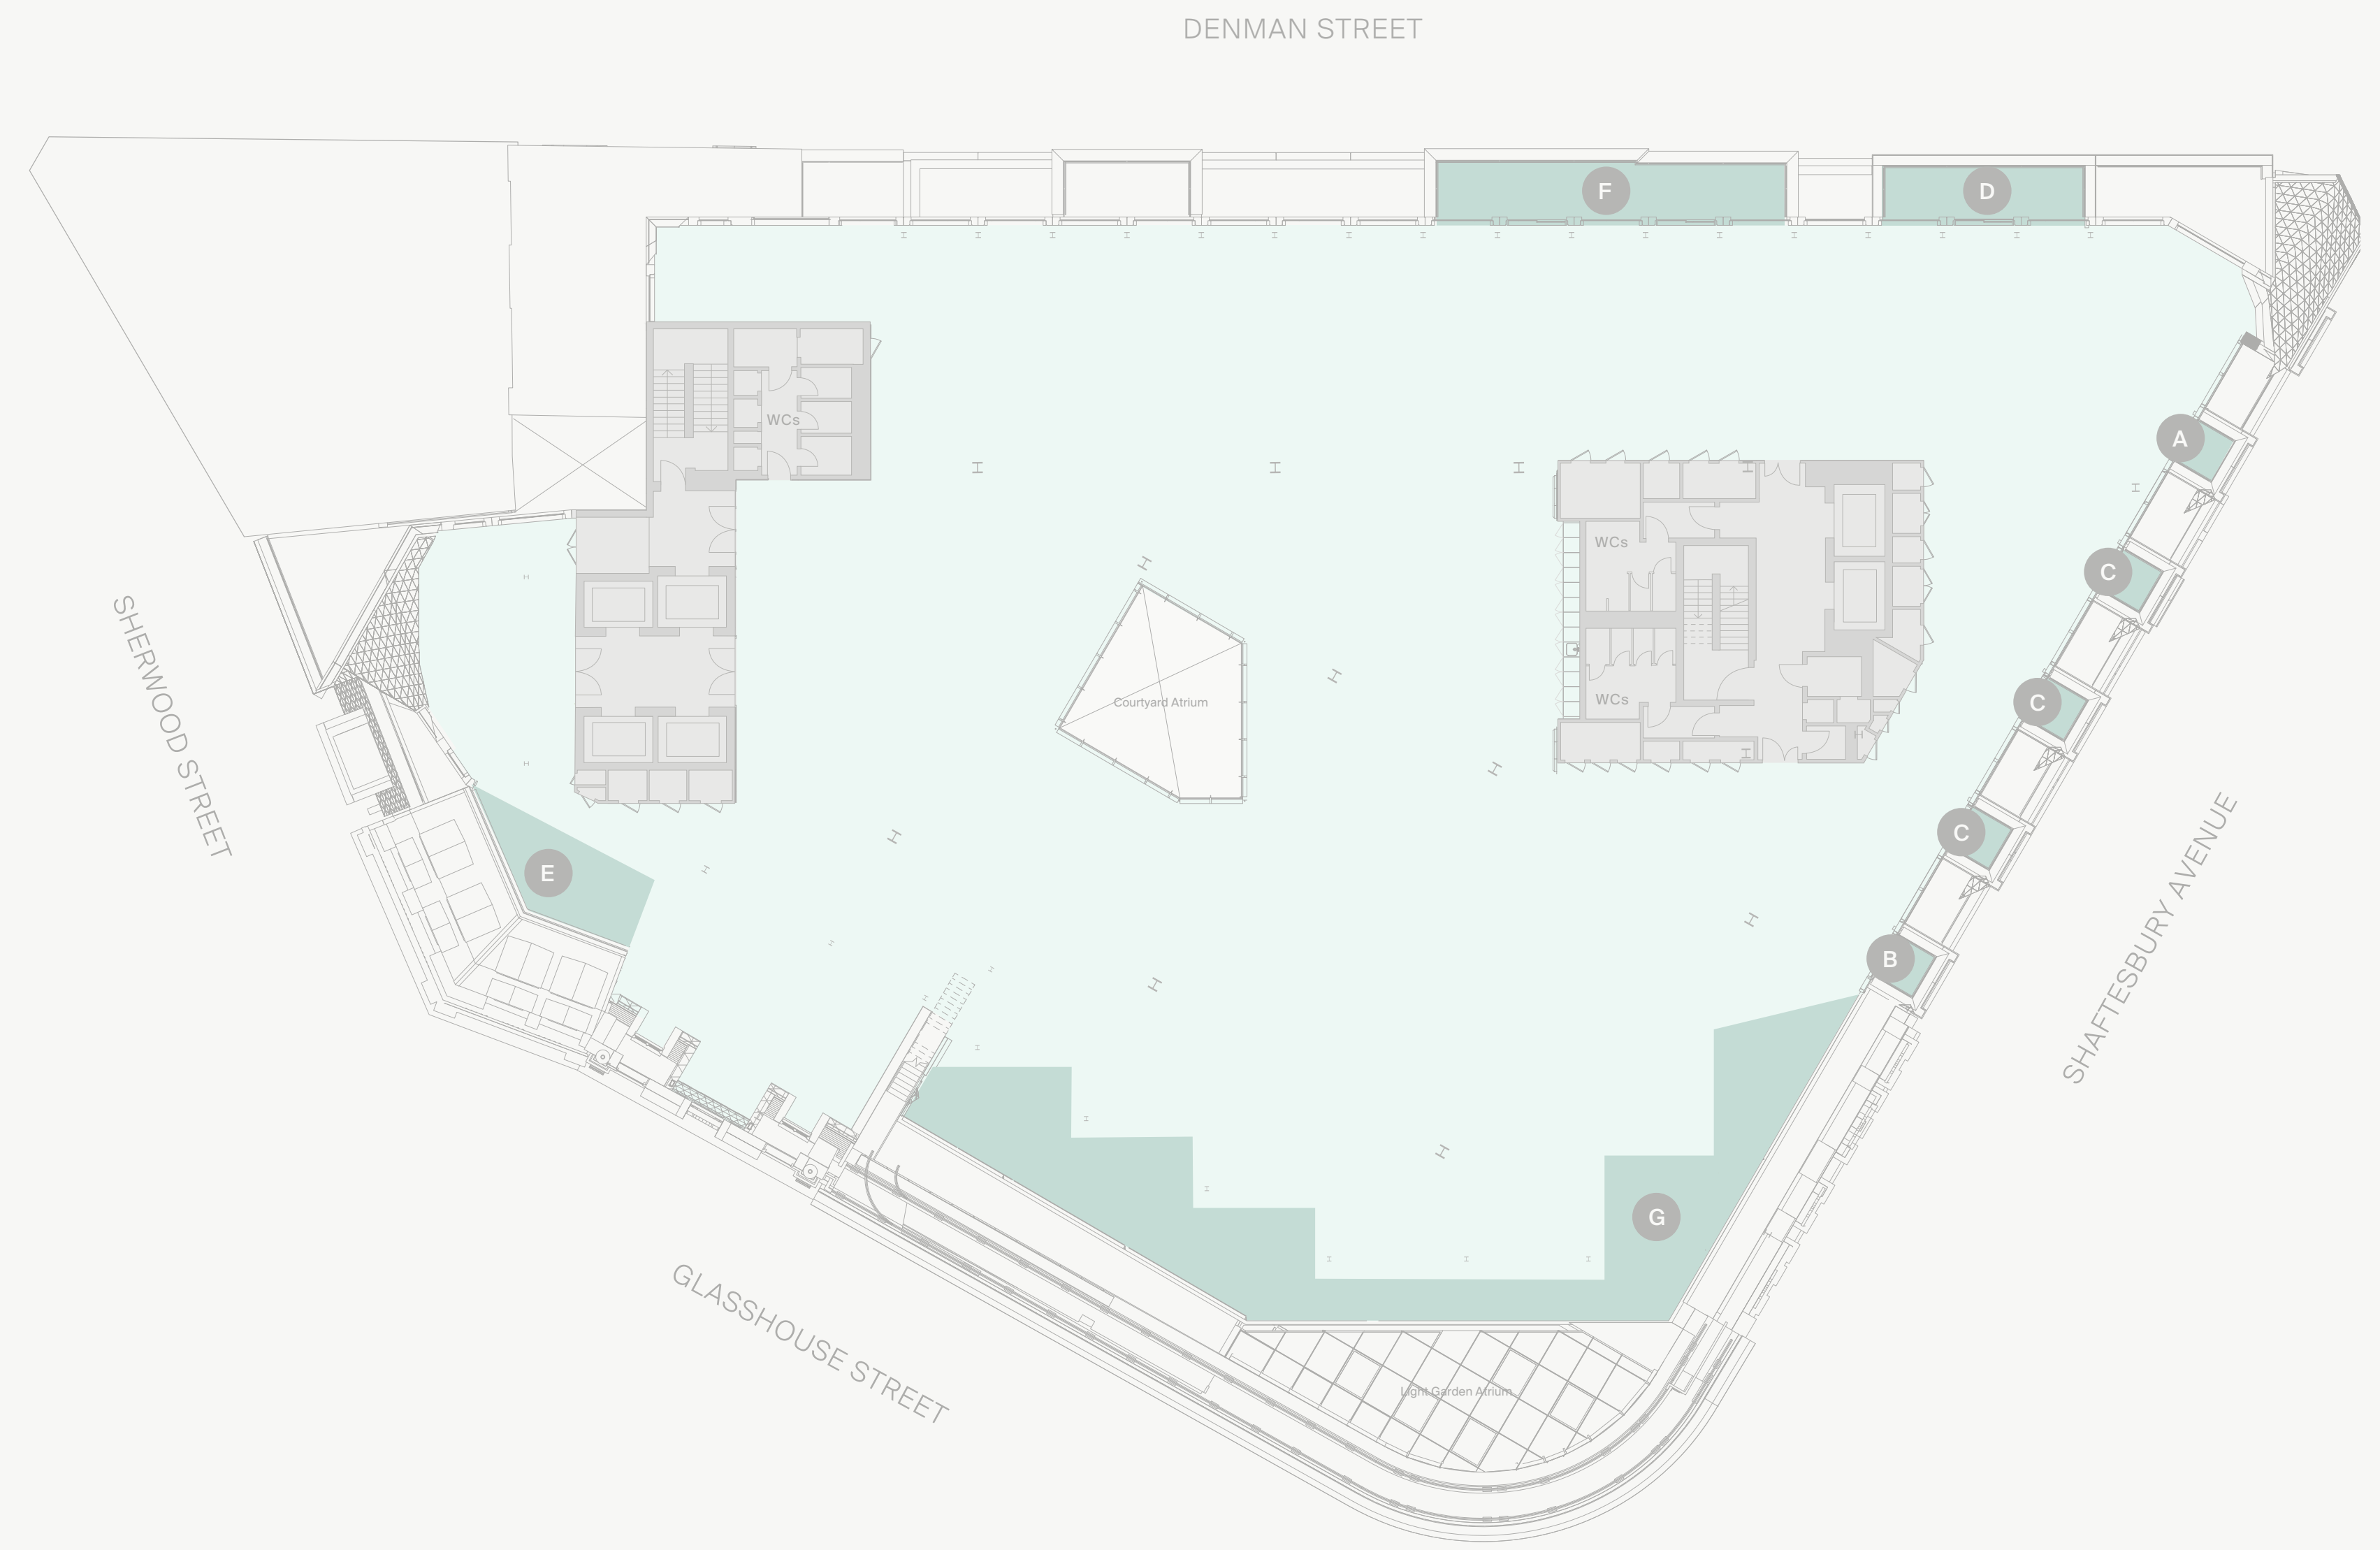 DENMAN STREET
F
D
A
WCs
WCs
C
SHERWOOD STREET
Courtyard Atrium
WCs
C
C
E
SHAFTESBURY AVENUE
B
G
GLASSHOUSE STREET
Light Garden Atrium